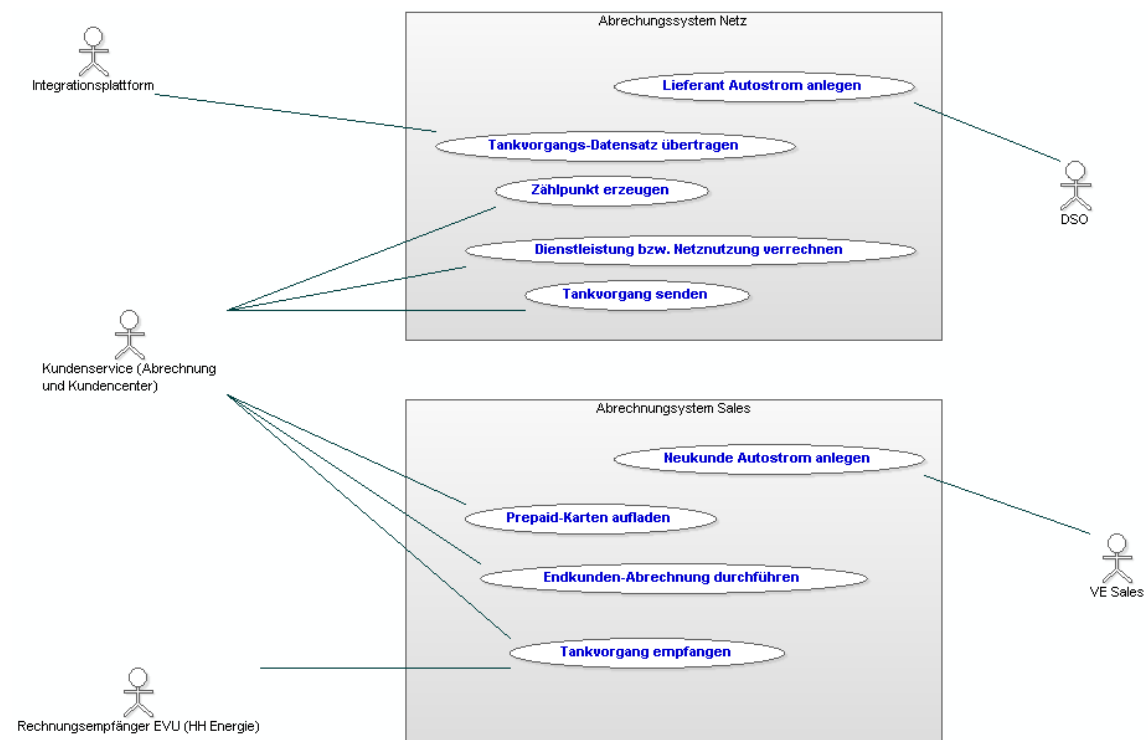 Abrechungssystem Netz
Integrationsplattform
Lieferant Autostrom anlegen
Tankvorgangs-Datensatz übertragen
Zählpunkt erzeugen
DSO
Dienstleistung bzw. Netznutzung verrechnen
Tankvorgang senden
Kundenservice (Abrechnung
und Kundencenter)
Abrechnungsystem Sales
Neukunde Autostrom anlegen
Prepaid-Karten aufladen
Endkunden-Abrechnung durchführen
VE Sales
Tankvorgang empfangen
Rechnungsempfänger EVU (HH Energie)